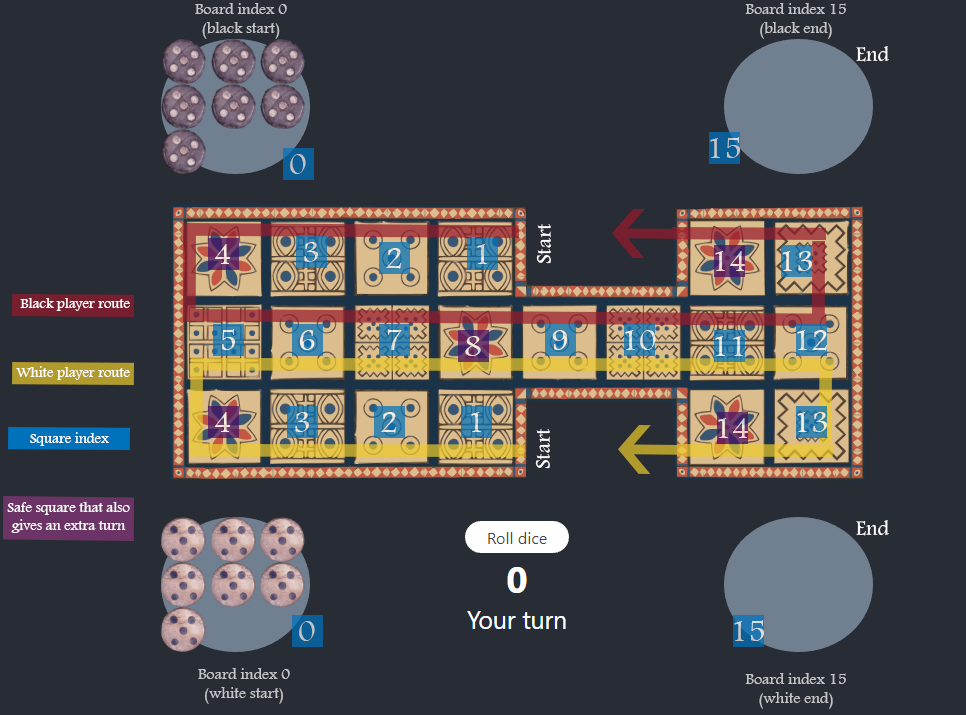 Board index 0
(black start)
Board index 15
(black end)
End
0
15
4
3
2
1
Start
14
13
Black player route
5
6
7
8
9
10
11
12
White player route
4
3
2
1
Start
14
13
Square index
Safe square that also
gives an extra turn
Roll dice
0
Your turn
End
0
15
Board index 0
(white start)
Board index 15
(white end)